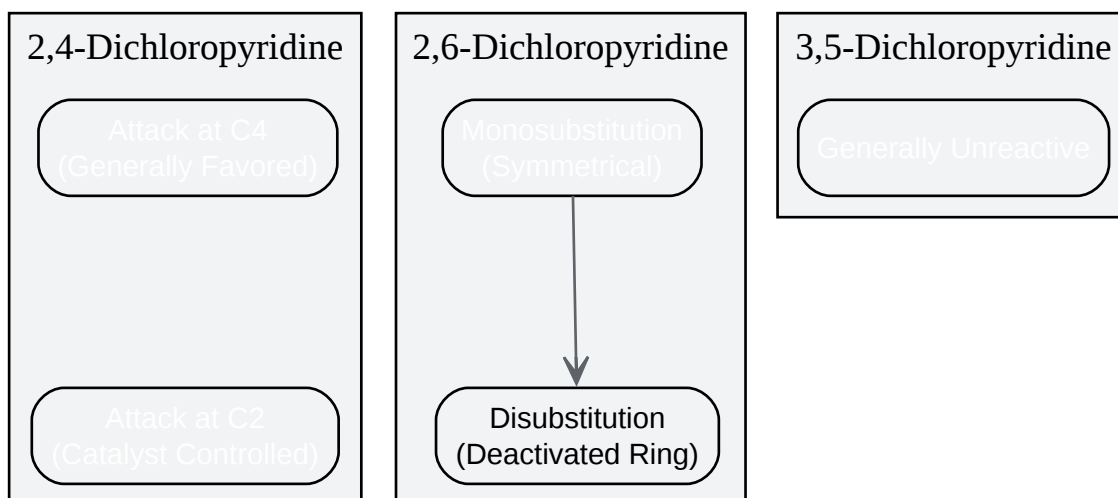 2,4-Dichloropyridine
Attack at C4
(Generally Favored)
Attack at C2
(Catalyst Controlled)
2,6-Dichloropyridine
Monosubstitution
(Symmetrical)
Disubstitution
(Deactivated Ring)
3,5-Dichloropyridine
Generally Unreactive